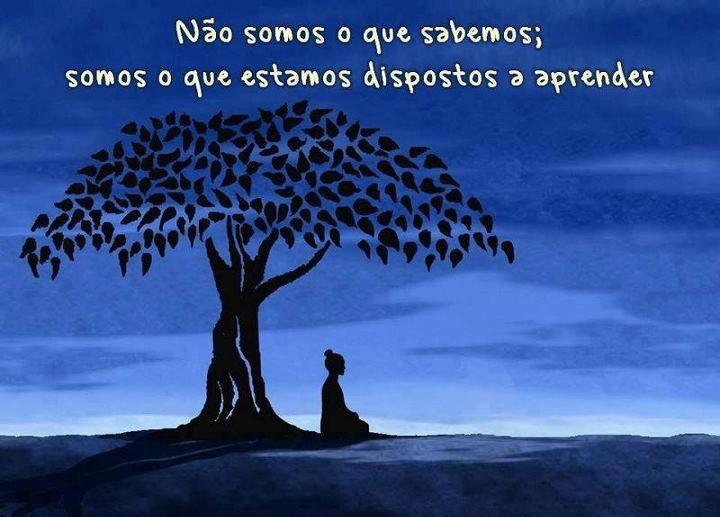 Não somos o que sabemos;
somos o que estamos dispostos a aprender